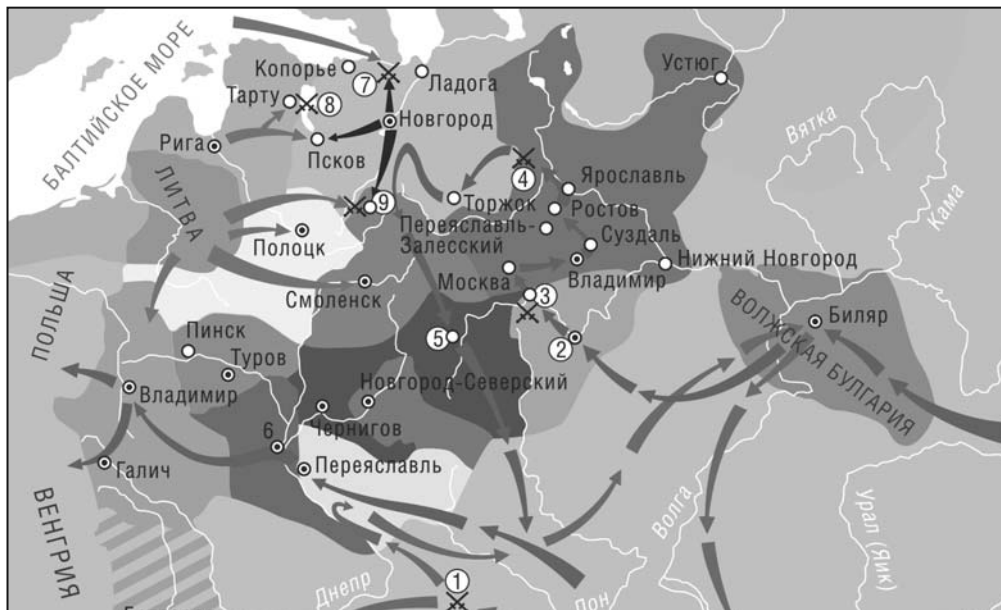 БАЛТИЙСКОЕ МОРЕ
Копорье
7
Ладога
Устюг
Тарту
8
Новгород
Вятка
Рига
Псков
4
Кама
ЛИТВА
9
Торжок
Ярославль
Ростов
Переяславль-
Залесский
Суздаль
Полоцк
Москва
Владимир
Нижний Новгород
Смоленск
3
ПОЛЬША
ВОЛЖСКАЯ БУЛГАРИЯ
Биляр
Пинск
5
2
Туров
Владимир
Новгород-Северский
6
Чернигов
Галич
Переяславль
ВЕНГРИЯ
Волга
Урал (Яик)
1
Днепр
Дон